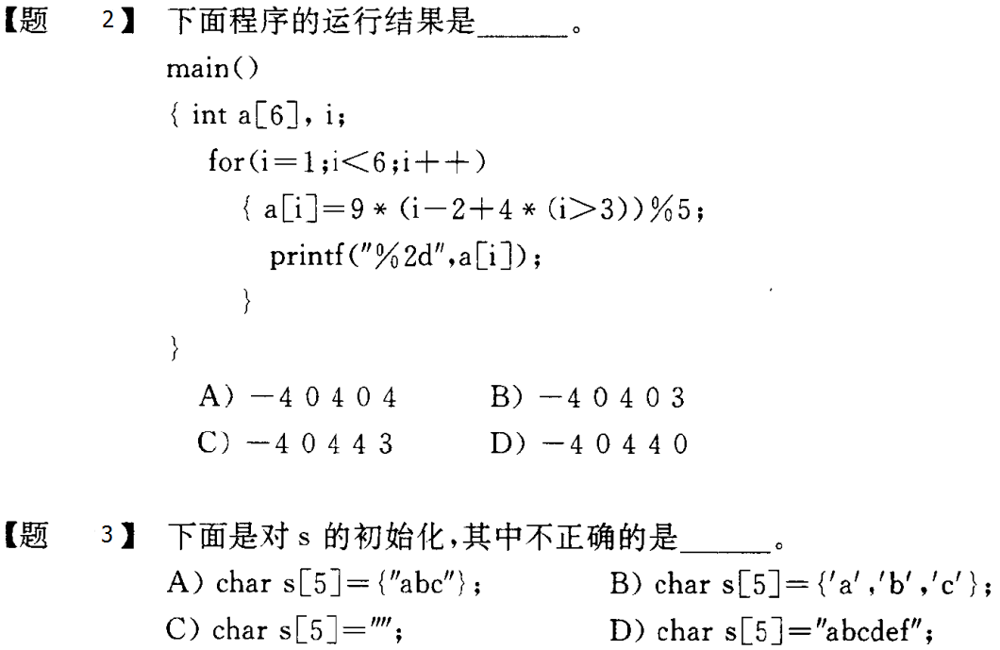 【题 2】 下面程序的运行结果是______。
main()
{ int a[6], i;
for(i=1;i<6;i++)
{ a[i]=9 * (i-2+4 * (i>3))%5;
printf("%2d",a[i]);
}
}
A) -4 0 4 0 4 B) -4 0 4 0 3
C) -4 0 4 4 3 D) -4 0 4 4 0
【题 3】 下面是对 s 的初始化,其中不正确的是______。
A) char s[5]={"abc"}; B) char s[5]={'a','b','c'};
C) char s[5]=""; D) char s[5]="abcdef";